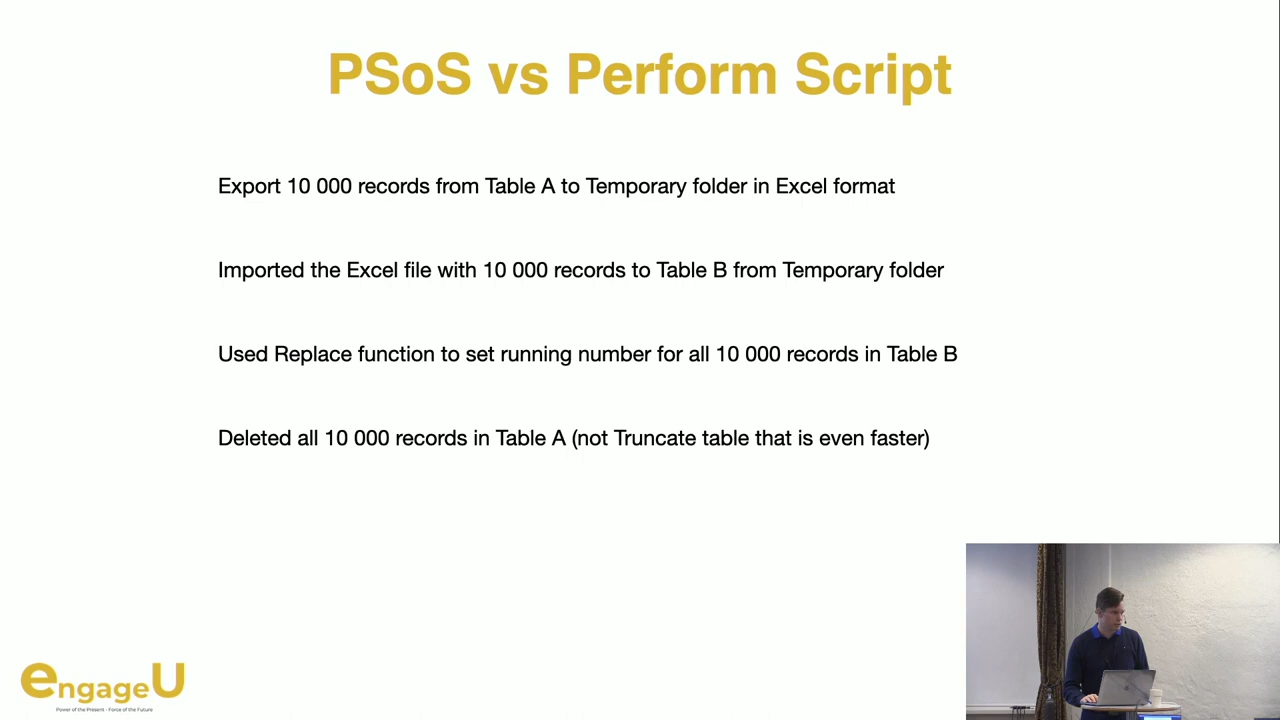 PSoS vs Perform Script
Export 10 000 records from Table A to Temporary folder in Excel format
Imported the Excel file with 10 000 records to Table B from Temporary folder
Used Replace function to set running number for all 10 000 records in Table B
Deleted all 10 000 records in Table A (not Truncate table that is even faster)
engageU
Power of the Present - Force of the Future